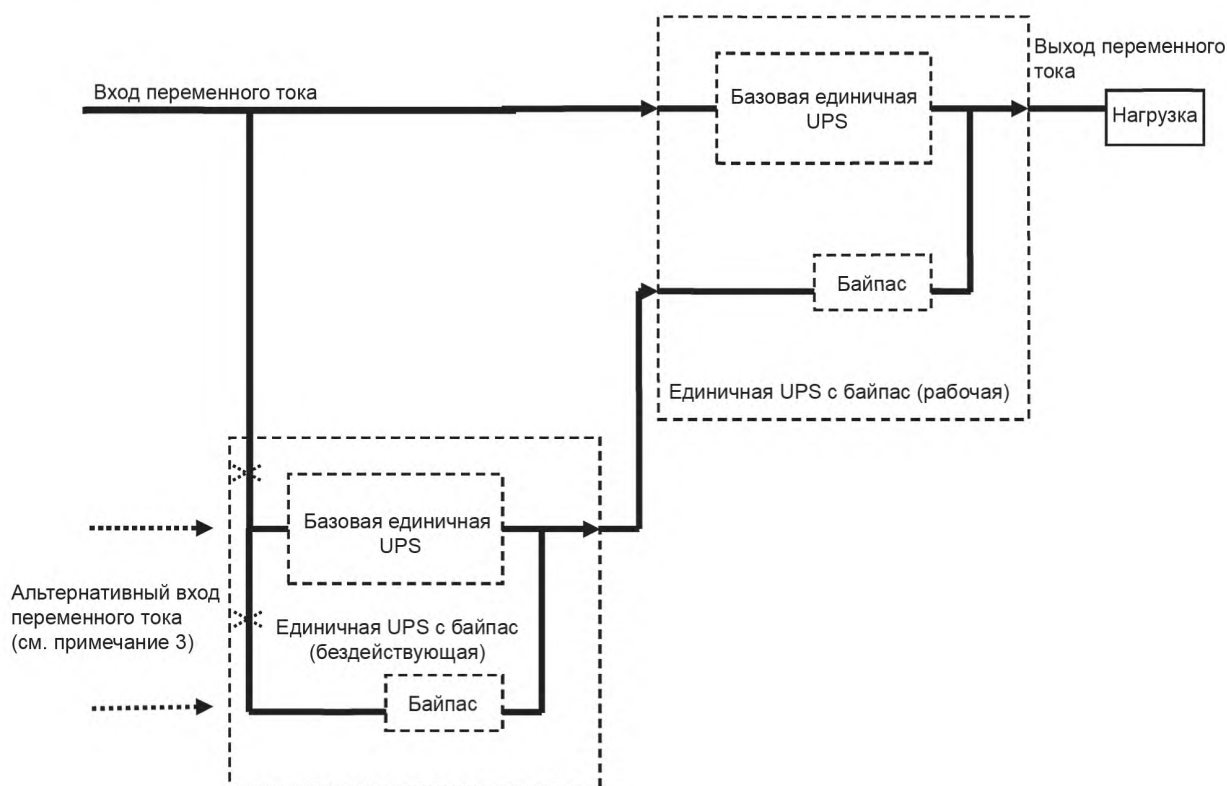 Вход переменного тока
Базовая единичная
UPS
Выход переменного
тока
Нагрузка
Байпас
Единичная UPS с байпас (рабочая)
Базовая единичная
UPS
Альтернативный вход
переменного тока
(см. примечание 3)
Единичная UPS с байпас
(бездействующая)
Байпас